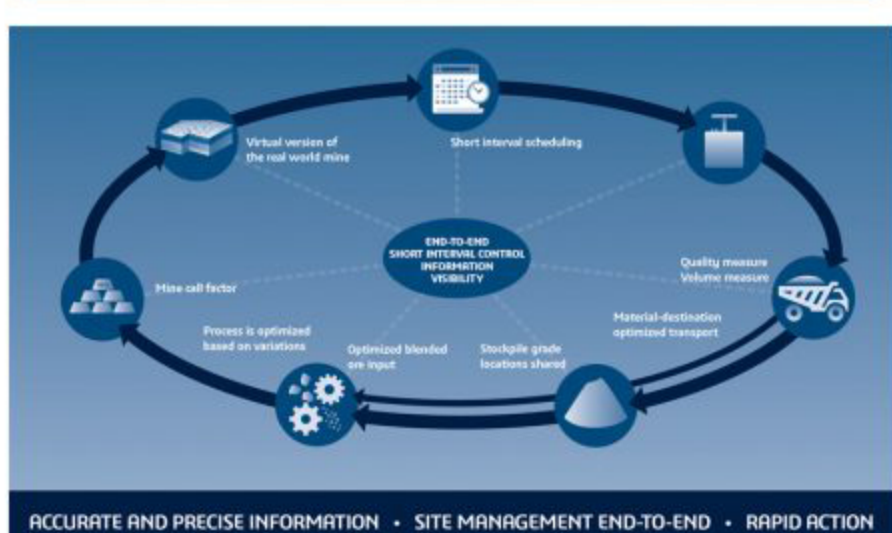 Virtual version of
the real world mine
Short interval scheduling
END-TO-END
SHORT INTERVAL CONTROL
INFORMATION
VISIBILITY
Quality measure
Volume measure
Mine call factor
Material-destination
optimized transport
Process is optimized
based on variations
Optimized blended
ore input
Stockpile grade
locations shared
ACCURATE AND PRECISE INFORMATION • SITE MANAGEMENT END-TO-END • RAPID ACTION